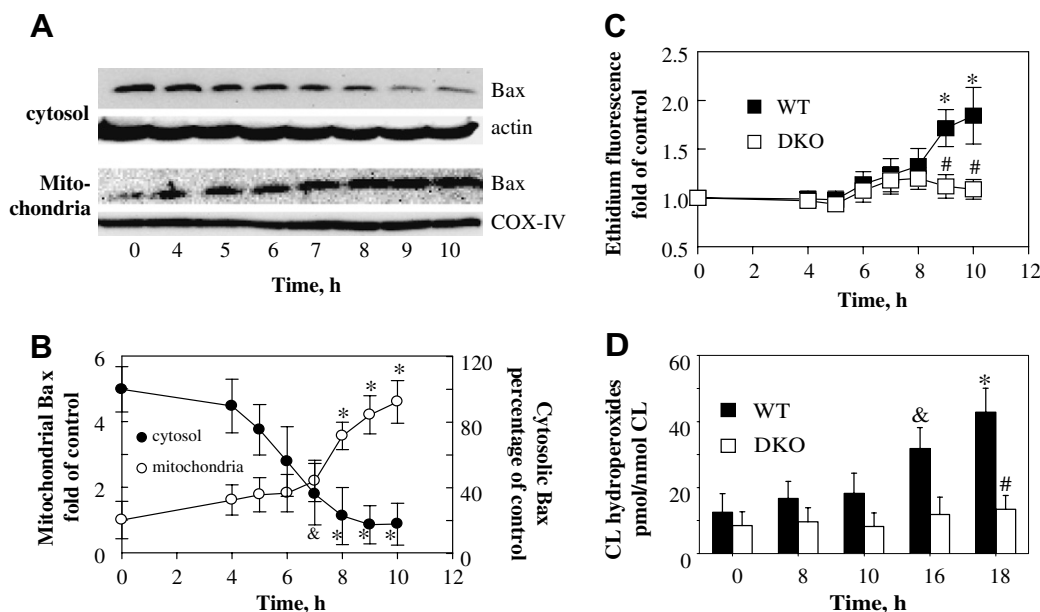 A
cytosol
Bax
actin
Mito-
chondria
Bax
COX-IV
0 4 5 6 7 8 9 10
Time, h
B
Mitochondrial Bax
fold of control
6
4
2
0
cytosol
mitochondria
&
* * *
* * *
120
80
40
0
Cytosolic Bax
percentage of control
0 2 4 6 8 10 12
Time, h
C
Ethidium fluorescence
fold of control
2.0
1.5
1.0
0.5
WT
DKO
* *
# #
0 2 4 6 8 10 12
Time, h
D
CL hydroperoxides
pmol/nmol CL
60
40
20
0
WT
DKO
&
*
#
0 8 10 16 18
Time, h